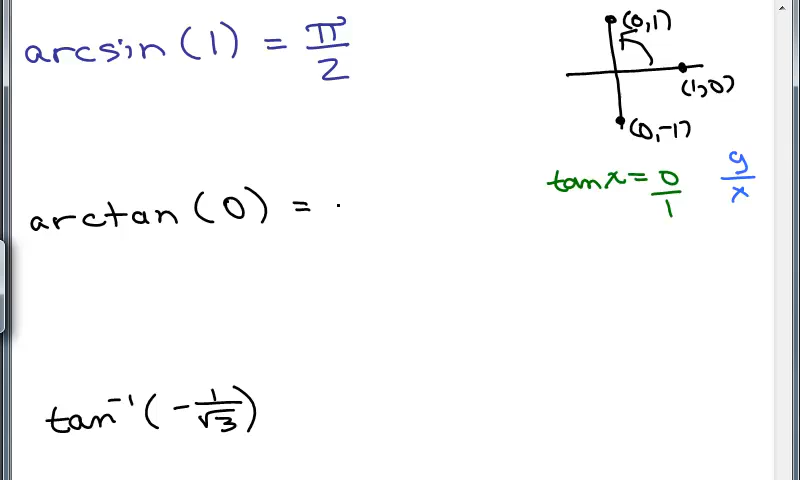 arcsin(1) = π/2
(0,1)
(1,0)
(0,-1)
tan x = 0/1
y/x
arctan(0) =
tan⁻¹(-1/√3)